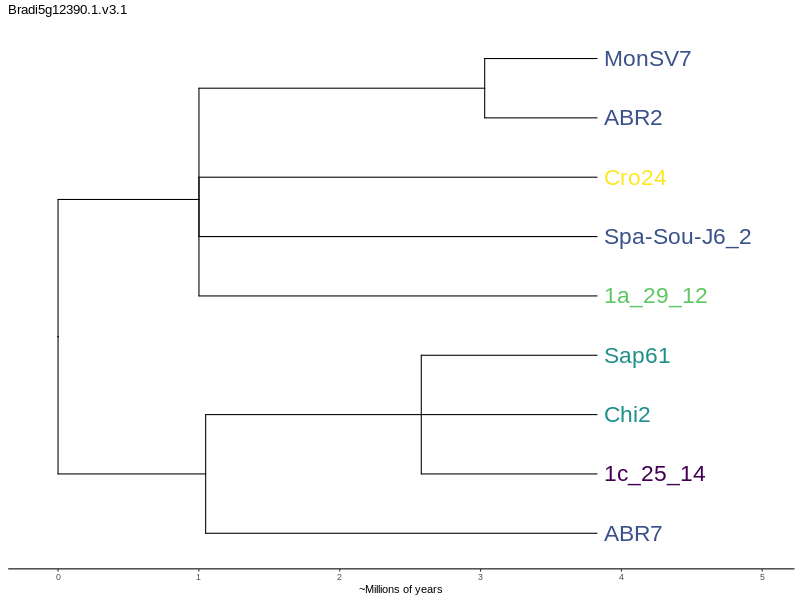 Bradi5g12390.1.v3.1
MonSV7
ABR2
Cro24
Spa-Sou-J6_2
1a_29_12
Sap61
Chi2
1c_25_14
ABR7
0 1 2 3 4 5
~Millions of years